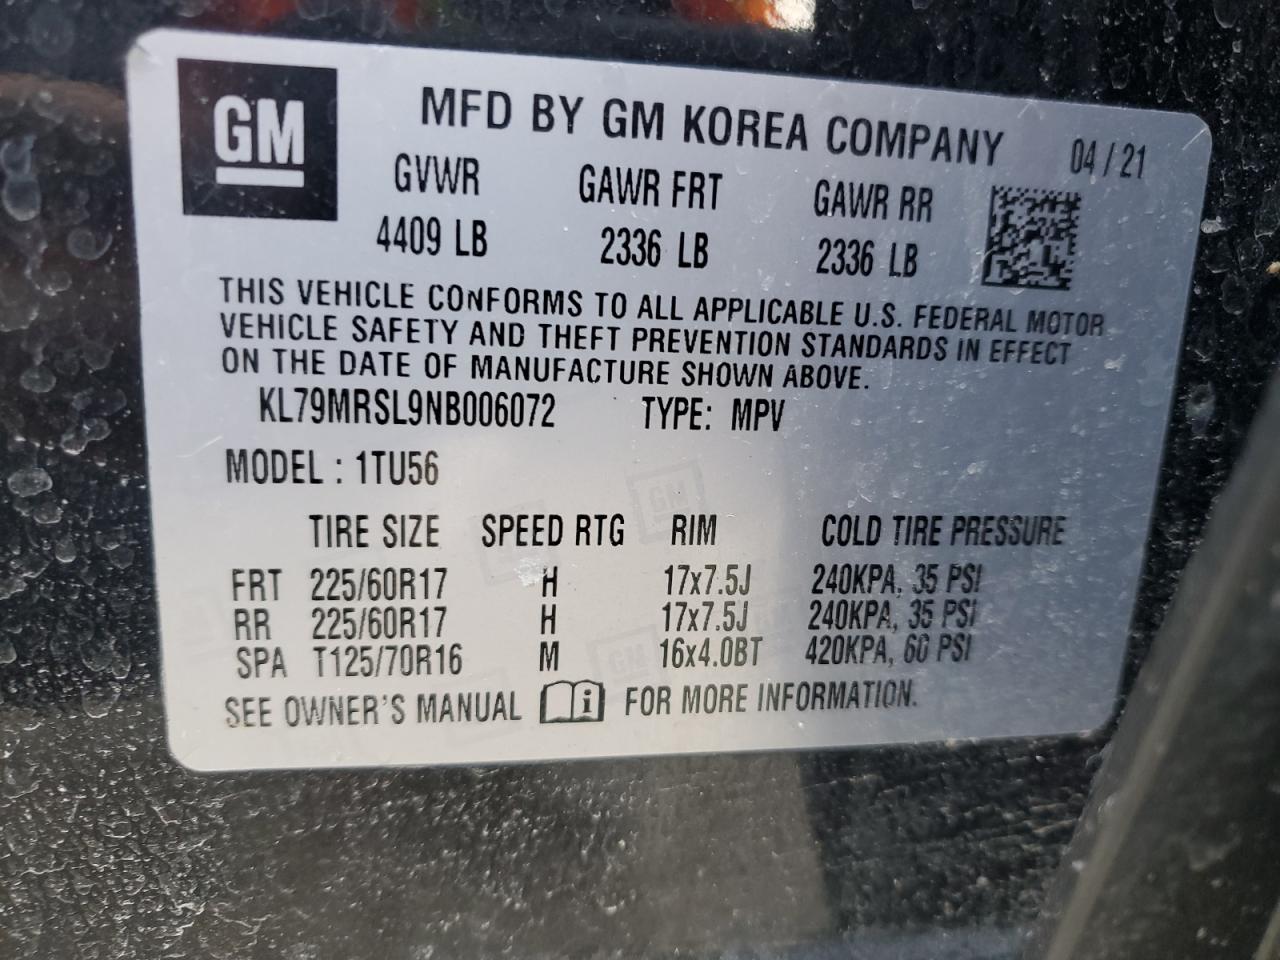 GM
MFD BY GM KOREA COMPANY 04 / 21
GVWR GAWR FRT GAWR RR
4409 LB 2336 LB 2336 LB
THIS VEHICLE CONFORMS TO ALL APPLICABLE U.S. FEDERAL MOTOR
VEHICLE SAFETY AND THEFT PREVENTION STANDARDS IN EFFECT
ON THE DATE OF MANUFACTURE SHOWN ABOVE.
KL79MRSL9NB006072 TYPE: MPV
MODEL : 1TU56
TIRE SIZE SPEED RTG RIM COLD TIRE PRESSURE
FRT 225/60R17 H 17x7.5J 240KPA, 35 PSI
RR 225/60R17 H 17x7.5J 240KPA, 35 PSI
SPA T125/70R16 M 16x4.0BT 420KPA, 60 PSI
SEE OWNER'S MANUAL i FOR MORE INFORMATION.